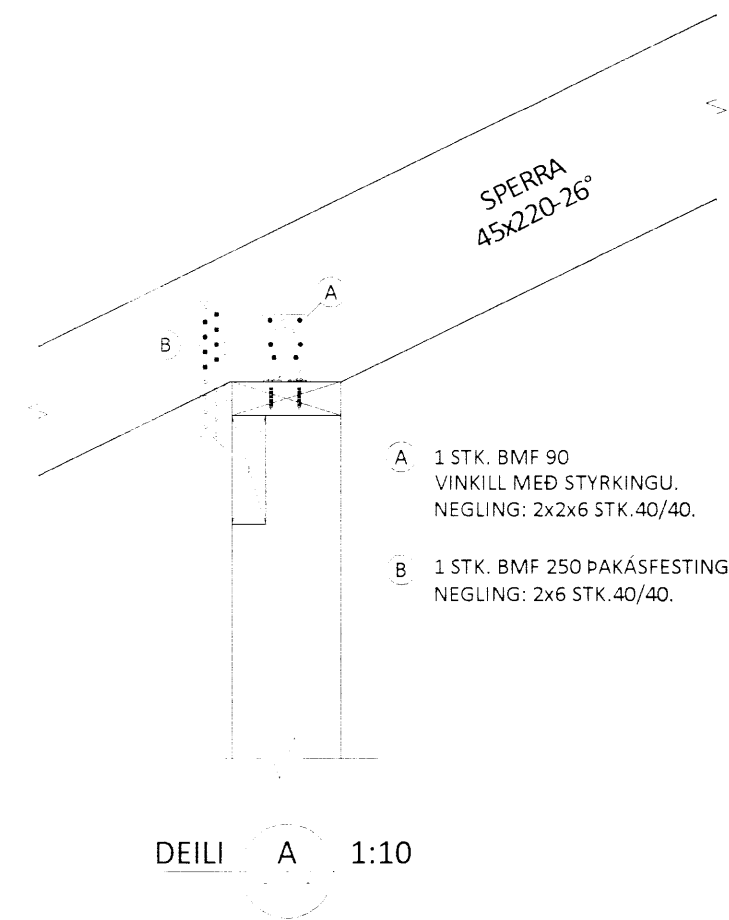 SPERRA
45x220-26°
A
B
A 1 STK. BMF 90
VINKILL MEÐ STYRKINGU.
NEGLING: 2x2x6 STK.40/40.
B 1 STK. BMF 250 ÞAKÁSFESTING
NEGLING: 2x6 STK.40/40.
DEILI A 1:10